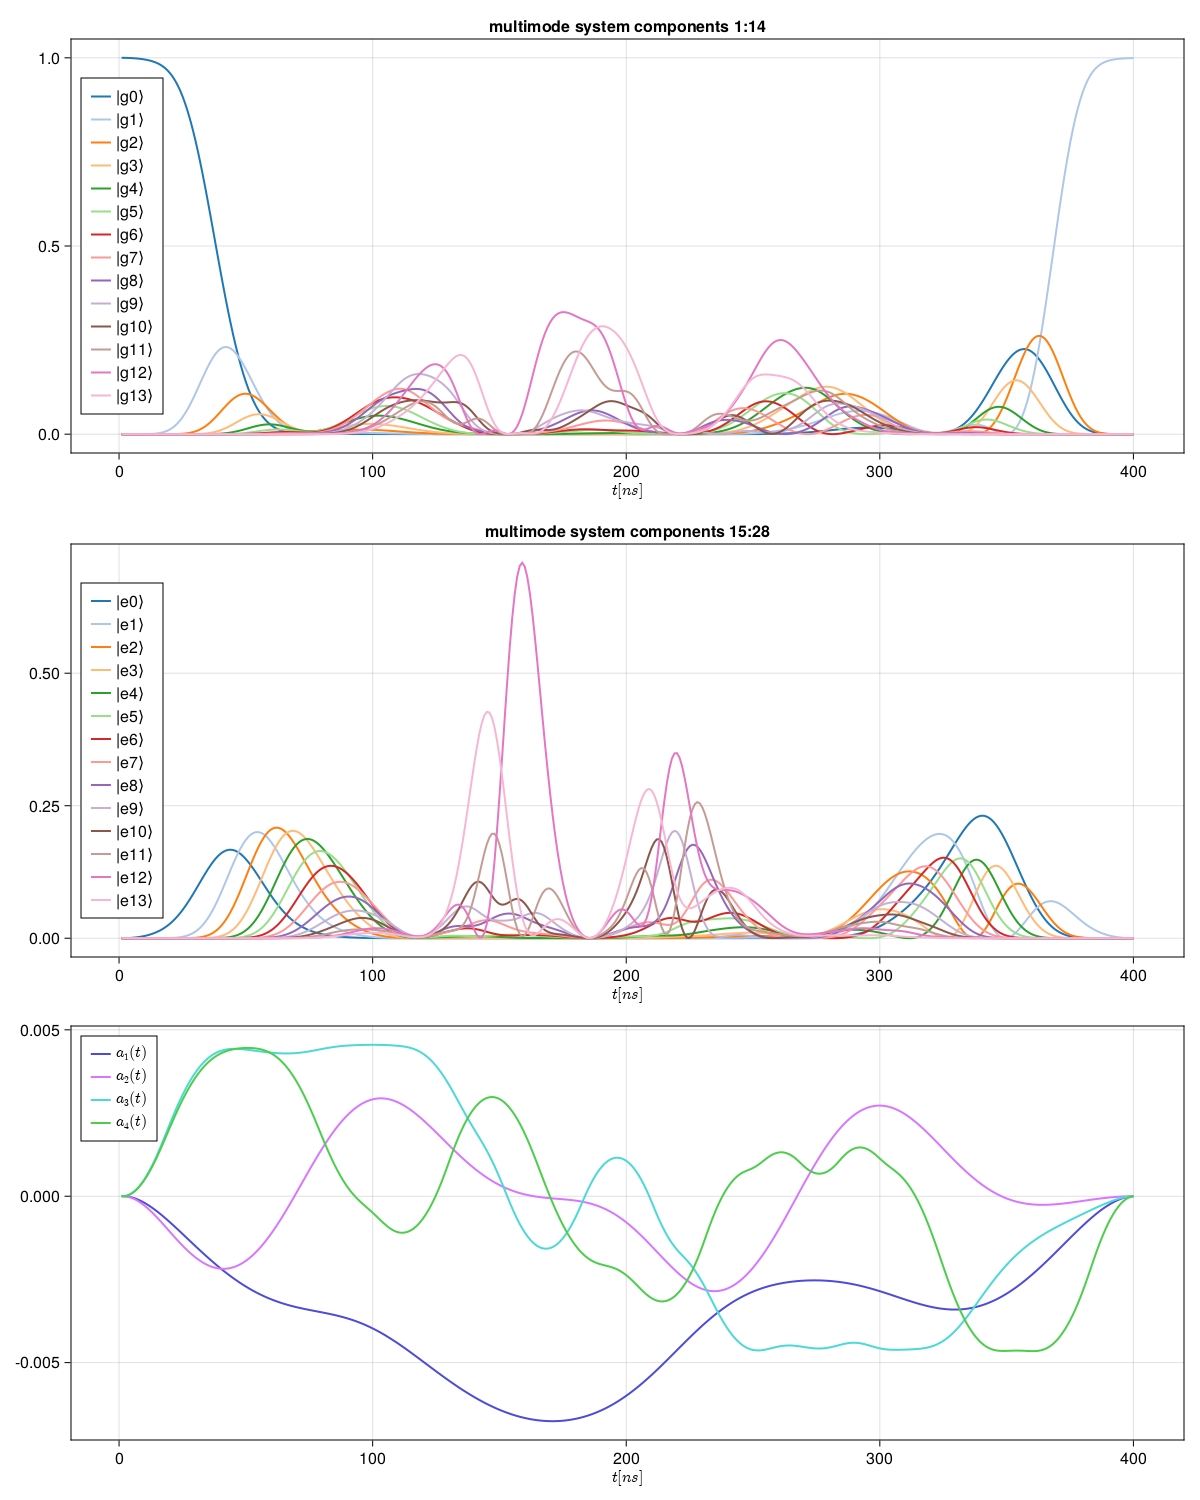 multimode system components 1:14
1.0
0.5
0.0
|g0⟩
|g1⟩
|g2⟩
|g3⟩
|g4⟩
|g5⟩
|g6⟩
|g7⟩
|g8⟩
|g9⟩
|g10⟩
|g11⟩
|g12⟩
|g13⟩
0 100 200 300 400
t[ns]
multimode system components 15:28
0.50
0.25
0.00
|e0⟩
|e1⟩
|e2⟩
|e3⟩
|e4⟩
|e5⟩
|e6⟩
|e7⟩
|e8⟩
|e9⟩
|e10⟩
|e11⟩
|e12⟩
|e13⟩
0 100 200 300 400
t[ns]
0.005
0.000
-0.005
a₁(t)
a₂(t)
a₃(t)
a₄(t)
0 100 200 300 400
t[ns]